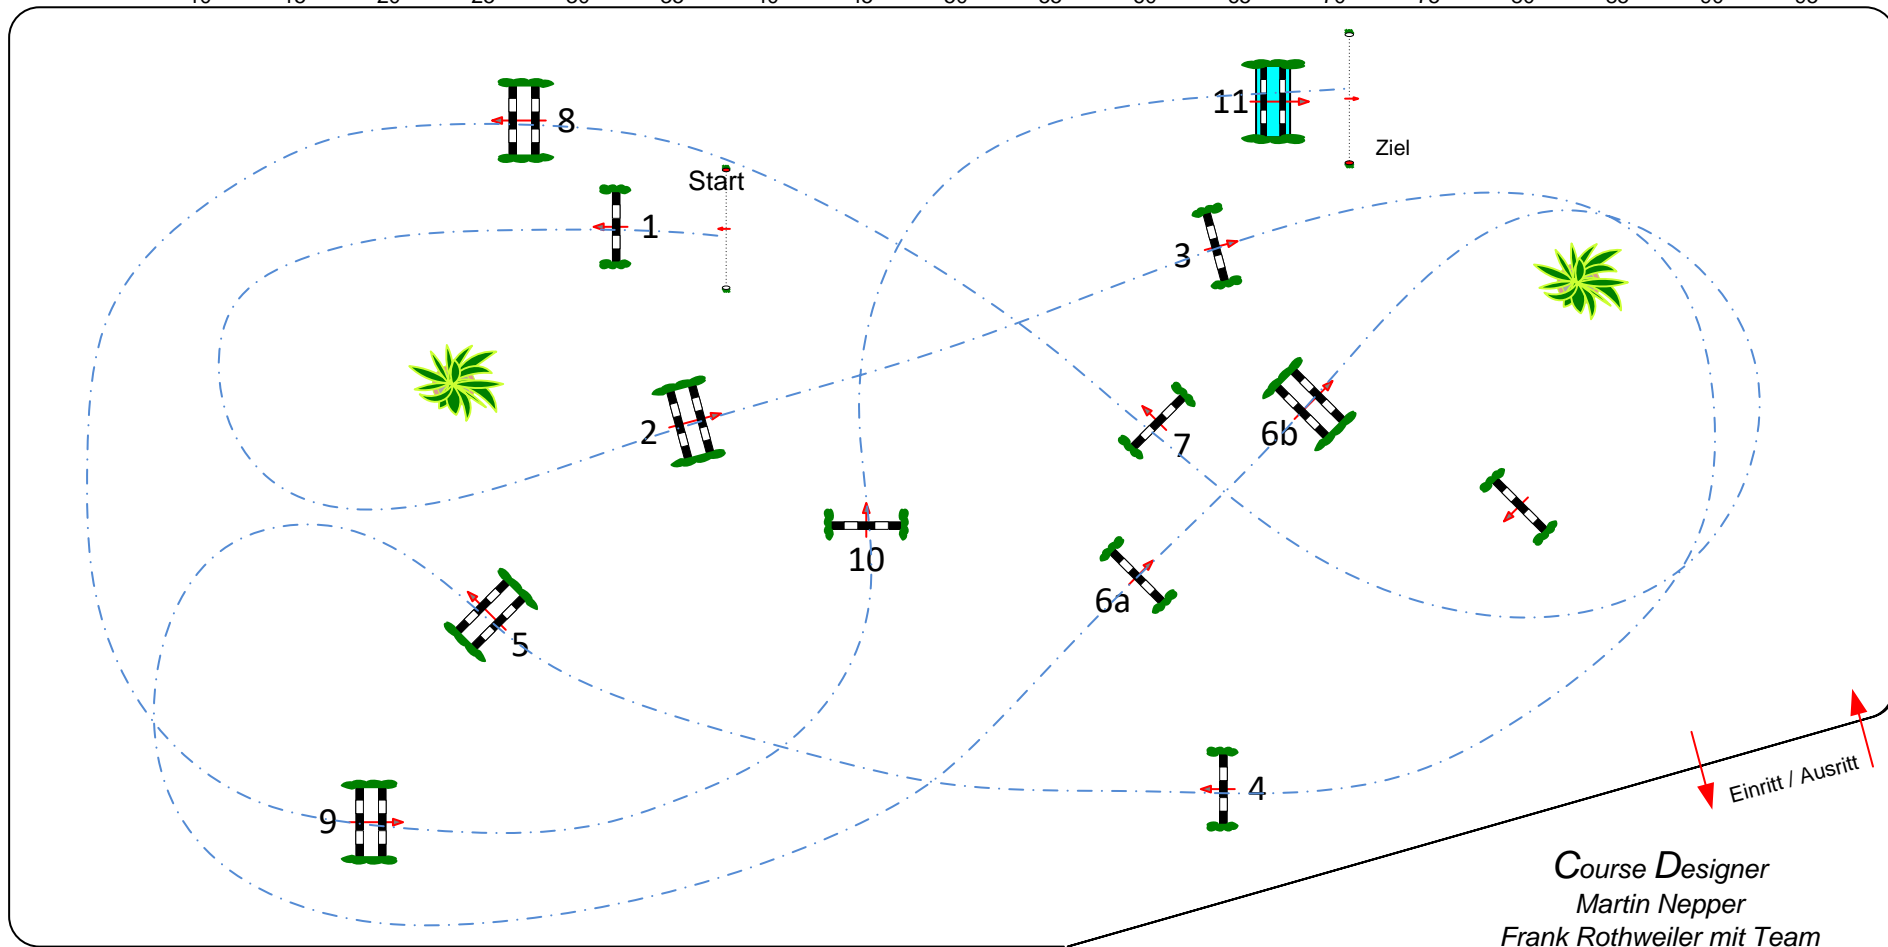 8
11
Ziel
Start
1
3
2
7
6b
10
6a
5
4
9
Einritt / Ausritt
Course Designer
Martin Nepper
Frank Rothweiler mit Team